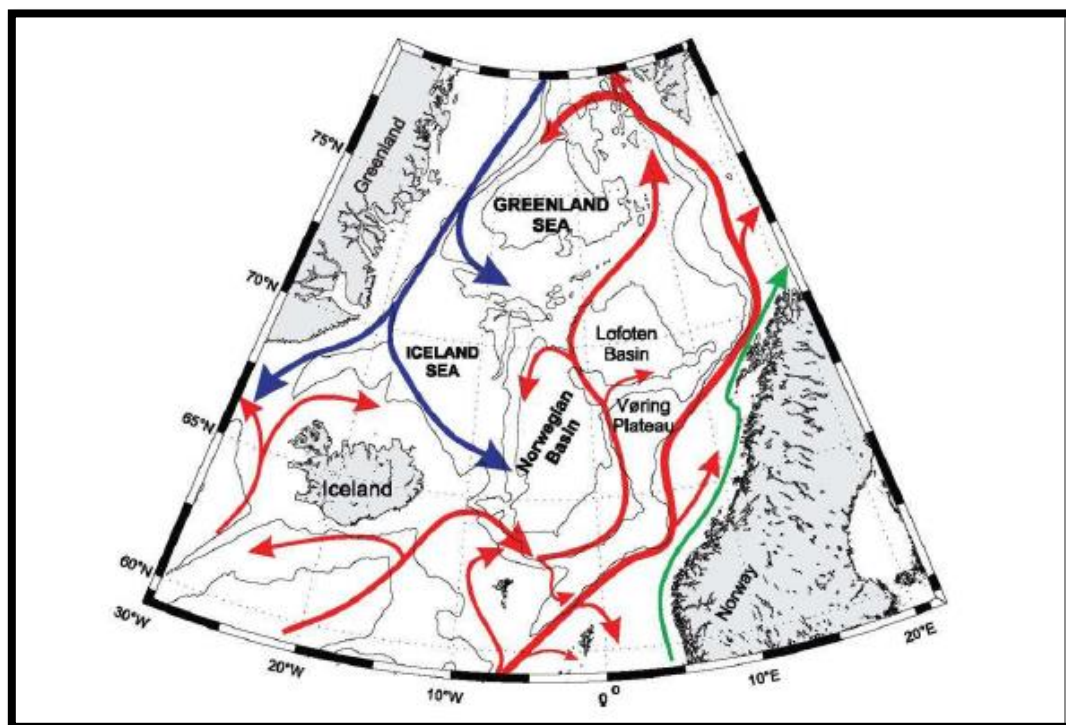 75°N
Greenland
GREENLAND
SEA
70°N
Lofoten
Basin
ICELAND
SEA
Vøring
Plateau
Norwegian
Basin
65°N
Iceland
60°N
Norway
30°W
20°W
10°W
0°
10°E
20°E